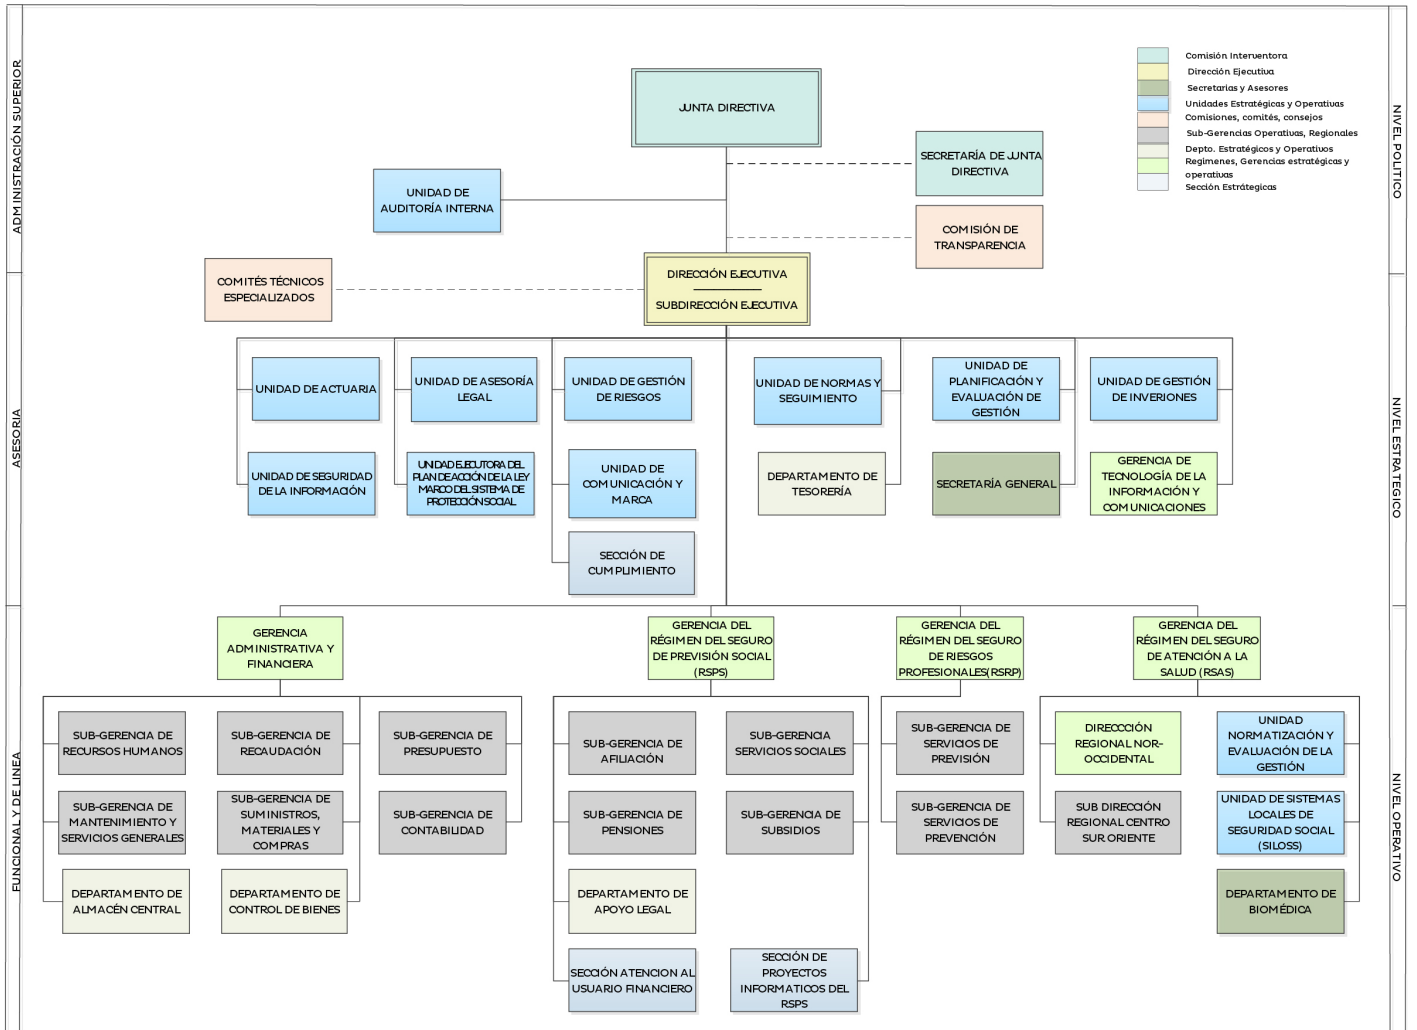 ADMINISTRACIÓN SUPERIOR
ASESORIA
FUNCIONAL Y DE LINEA
NIVEL POLITICO
NIVEL ESTRATEGICO
NIVEL OPERATIVO
Comisión Interventora
Dirección Ejecutiva
Secretarias y Asesores
Unidades Estratégicas y Operativas
Comisiones, comités, consejos
Sub-Gerencias Operativas, Regionales
Depto. Estratégicos y Operativos
Regimenes, Gerencias estratégicas y
operativas
Sección Estrátegicas
JUNTA DIRECTIVA
SECRETARÍA DE JUNTA
DIRECTIVA
UNIDAD DE
AUDITORÍA INTERNA
COMISIÓN DE
TRANSPARENCIA
COMITÉS TÉCNICOS
ESPECIALIZADOS
DIRECCIÓN EJECUTIVA
SUBDIRECCIÓN EJECUTIVA
UNIDAD DE ACTUARIA
UNIDAD DE ASESORÍA
LEGAL
UNIDAD DE GESTIÓN
DE RIESGOS
UNIDAD DE NORMAS Y
SEGUIMIENTO
UNIDAD DE
PLANIFICACIÓN Y
EVALUACIÓN DE
GESTIÓN
UNIDAD DE GESTIÓN
DE INVERIONES
UNIDAD DE SEGURIDAD
DE LA INFORMACIÓN
UNIDAD EJECUTORA DEL
PLAN DE ACCIÓN DE LA LEY
MARCO DEL SISTEMA DE
PROTECCIÓN SOCIAL
UNIDAD DE
COMUNICACIÓN Y
MARCA
DEPARTAMENTO DE
TESORERÍA
SECRETARÍA GENERAL
GERENCIA DE
TECNOLOGÍA DE LA
INFORMACIÓN Y
COMUNICACIONES
SECCIÓN DE
CUMPLIMIENTO
GERENCIA
ADMINISTRATIVA Y
FINANCIERA
GERENCIA DEL
RÉGIMEN DEL SEGURO
DE PREVISIÓN SOCIAL
(RSPS)
GERENCIA DEL
RÉGIMEN DEL SEGURO
DE RIESGOS
PROFESIONALES(RSRP)
GERENCIA DEL
RÉGIMEN DEL SEGURO
DE ATENCIÓN A LA
SALUD (RSAS)
SUB-GERENCIA DE
RECURSOS HUMANOS
SUB-GERENCIA DE
RECAUDACIÓN
SUB-GERENCIA DE
PRESUPUESTO
SUB-GERENCIA DE
AFILIACIÓN
SUB-GERENCIA
SERVICIOS SOCIALES
SUB-GERENCIA DE
SERVICIOS DE
PREVISIÓN
DIRECCCIÓN
REGIONAL NOR-
OCCIDENTAL
UNIDAD
NORMATIZACIÓN Y
EVALUACIÓN DE LA
GESTIÓN
SUB-GERENCIA DE
MANTENIMIENTO Y
SERVICIOS GENERALES
SUB-GERENCIA DE
SUMINISTROS,
MATERIALES Y
COMPRAS
SUB-GERENCIA DE
CONTABILIDAD
SUB-GERENCIA DE
PENSIONES
SUB-GERENCIA DE
SUBSIDIOS
SUB-GERENCIA DE
SERVICIOS DE
PREVENCIÓN
SUB DIRECCIÓN
REGIONAL CENTRO
SUR ORIENTE
UNIDAD DE SISTEMAS
LOCALES DE
SEGURIDAD SOCIAL
(SILOSS)
DEPARTAMENTO DE
ALMACÉN CENTRAL
DEPARTAMENTO DE
CONTROL DE BIENES
DEPARTAMENTO DE
APOYO LEGAL
DEPARTAMENTO DE
BIOMÉDICA
SECCIÓN ATENCION AL
USUARIO FINANCIERO
SECCIÓN DE
PROYECTOS
INFORMATICOS DEL
RSPS